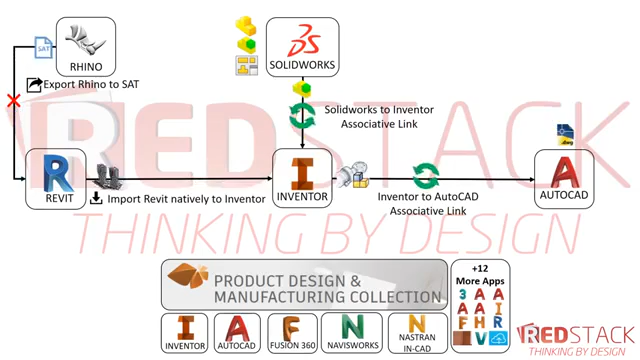 SAT
RHINO
Export Rhino to SAT
SOLIDWORKS
Solidworks to Inventor
Associative Link
REDSTACK
THINKING BY DESIGN
REVIT
Import Revit natively to Inventor
INVENTOR
Inventor to AutoCAD
Associative Link
AUTOCAD
PRODUCT DESIGN &
MANUFACTURING COLLECTION
INVENTOR
AUTOCAD
FUSION 360
NAVISWORKS
NASTRAN
IN-CAD
+12
More Apps
3 A A
A A I
F H R
V
REDSTACK
THINKING BY DESIGN